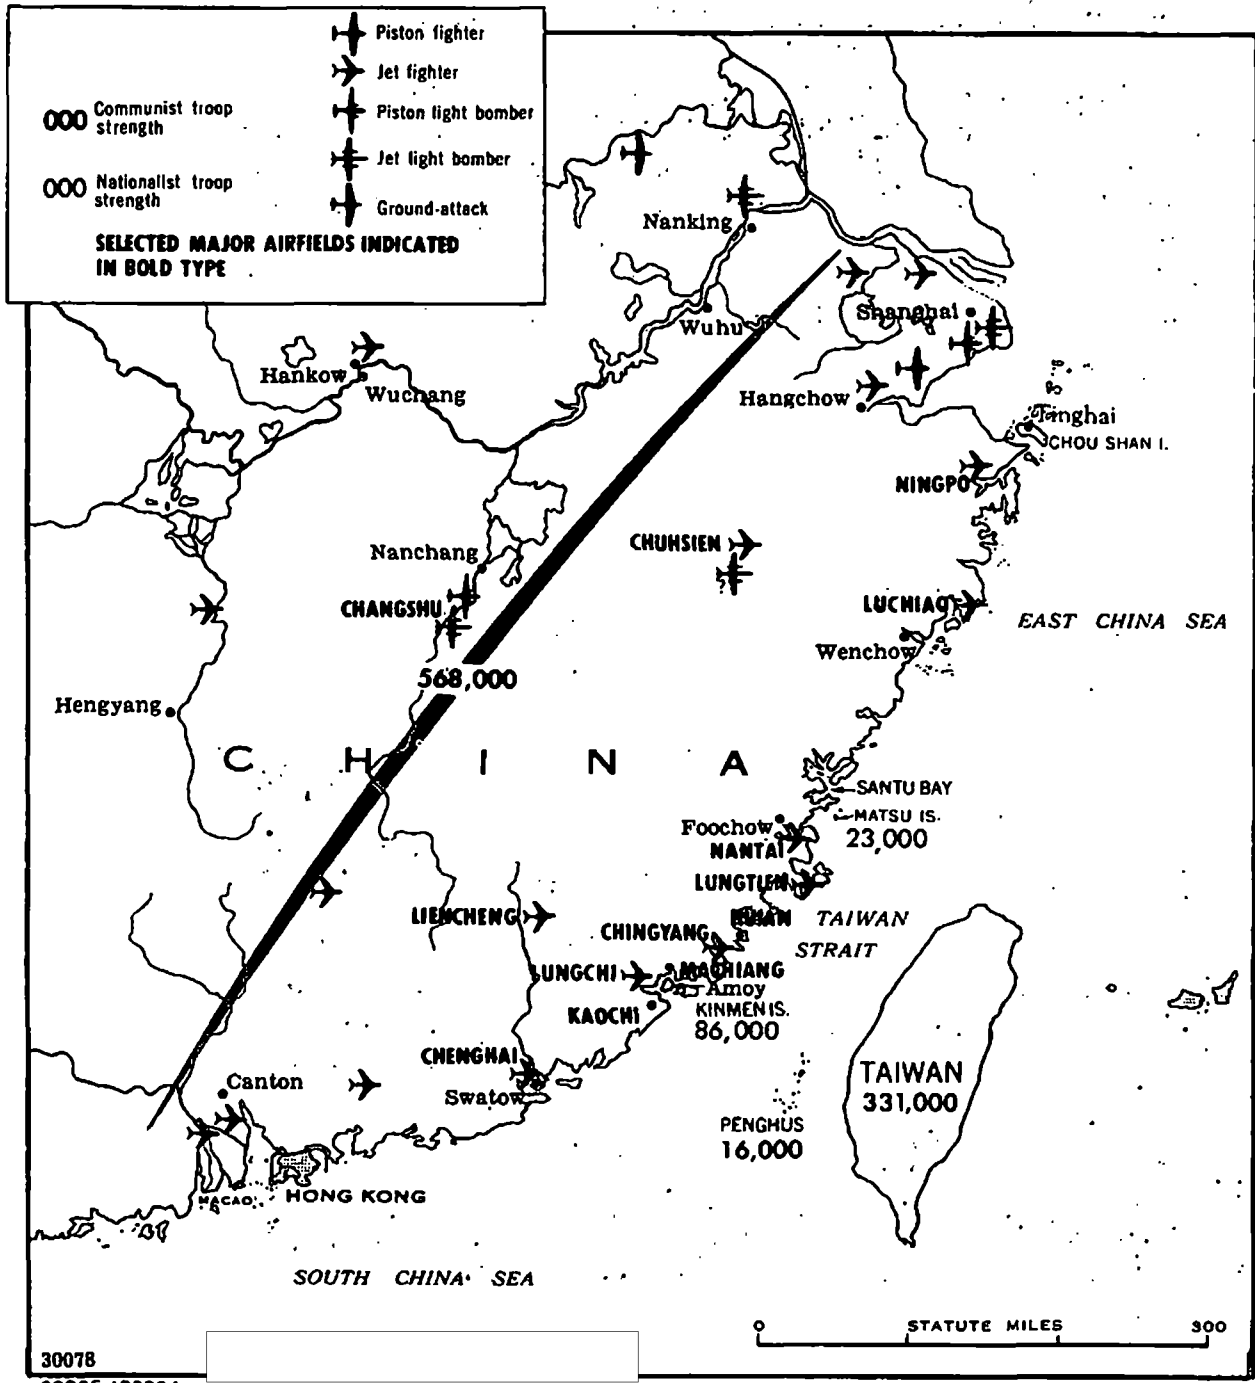 Piston fighter
Jet fighter
000 Communist troop
strength
Piston light bomber
Jet light bomber
000 Nationalist troop
strength
Ground-attack
SELECTED MAJOR AIRFIELDS INDICATED
IN BOLD TYPE
Nanking
Wuhu
Shanghai
Hankow
Wuchang
Hangchow
Tinghai
CHOU SHAN I.
NINGPO
CHUHSIEN
Nanchang
CHANGSHU
LUCHIAO
EAST CHINA SEA
Wenchow
568,000
Hengyang
CHINA
SANTU BAY
MATSU IS.
23,000
Foochow
NANTAI
LUNGTIEN
LIENCHENG
HUIAN
TAIWAN
STRAIT
CHINGYANG
LUNGCHI
MACHIANG
Amoy
KAOCHI
KINMEN IS.
86,000
CHENGHAI
Swatow
Canton
TAIWAN
331,000
PENGHUS
16,000
MACAO
HONG KONG
SOUTH CHINA SEA
0 STATUTE MILES 300
30078